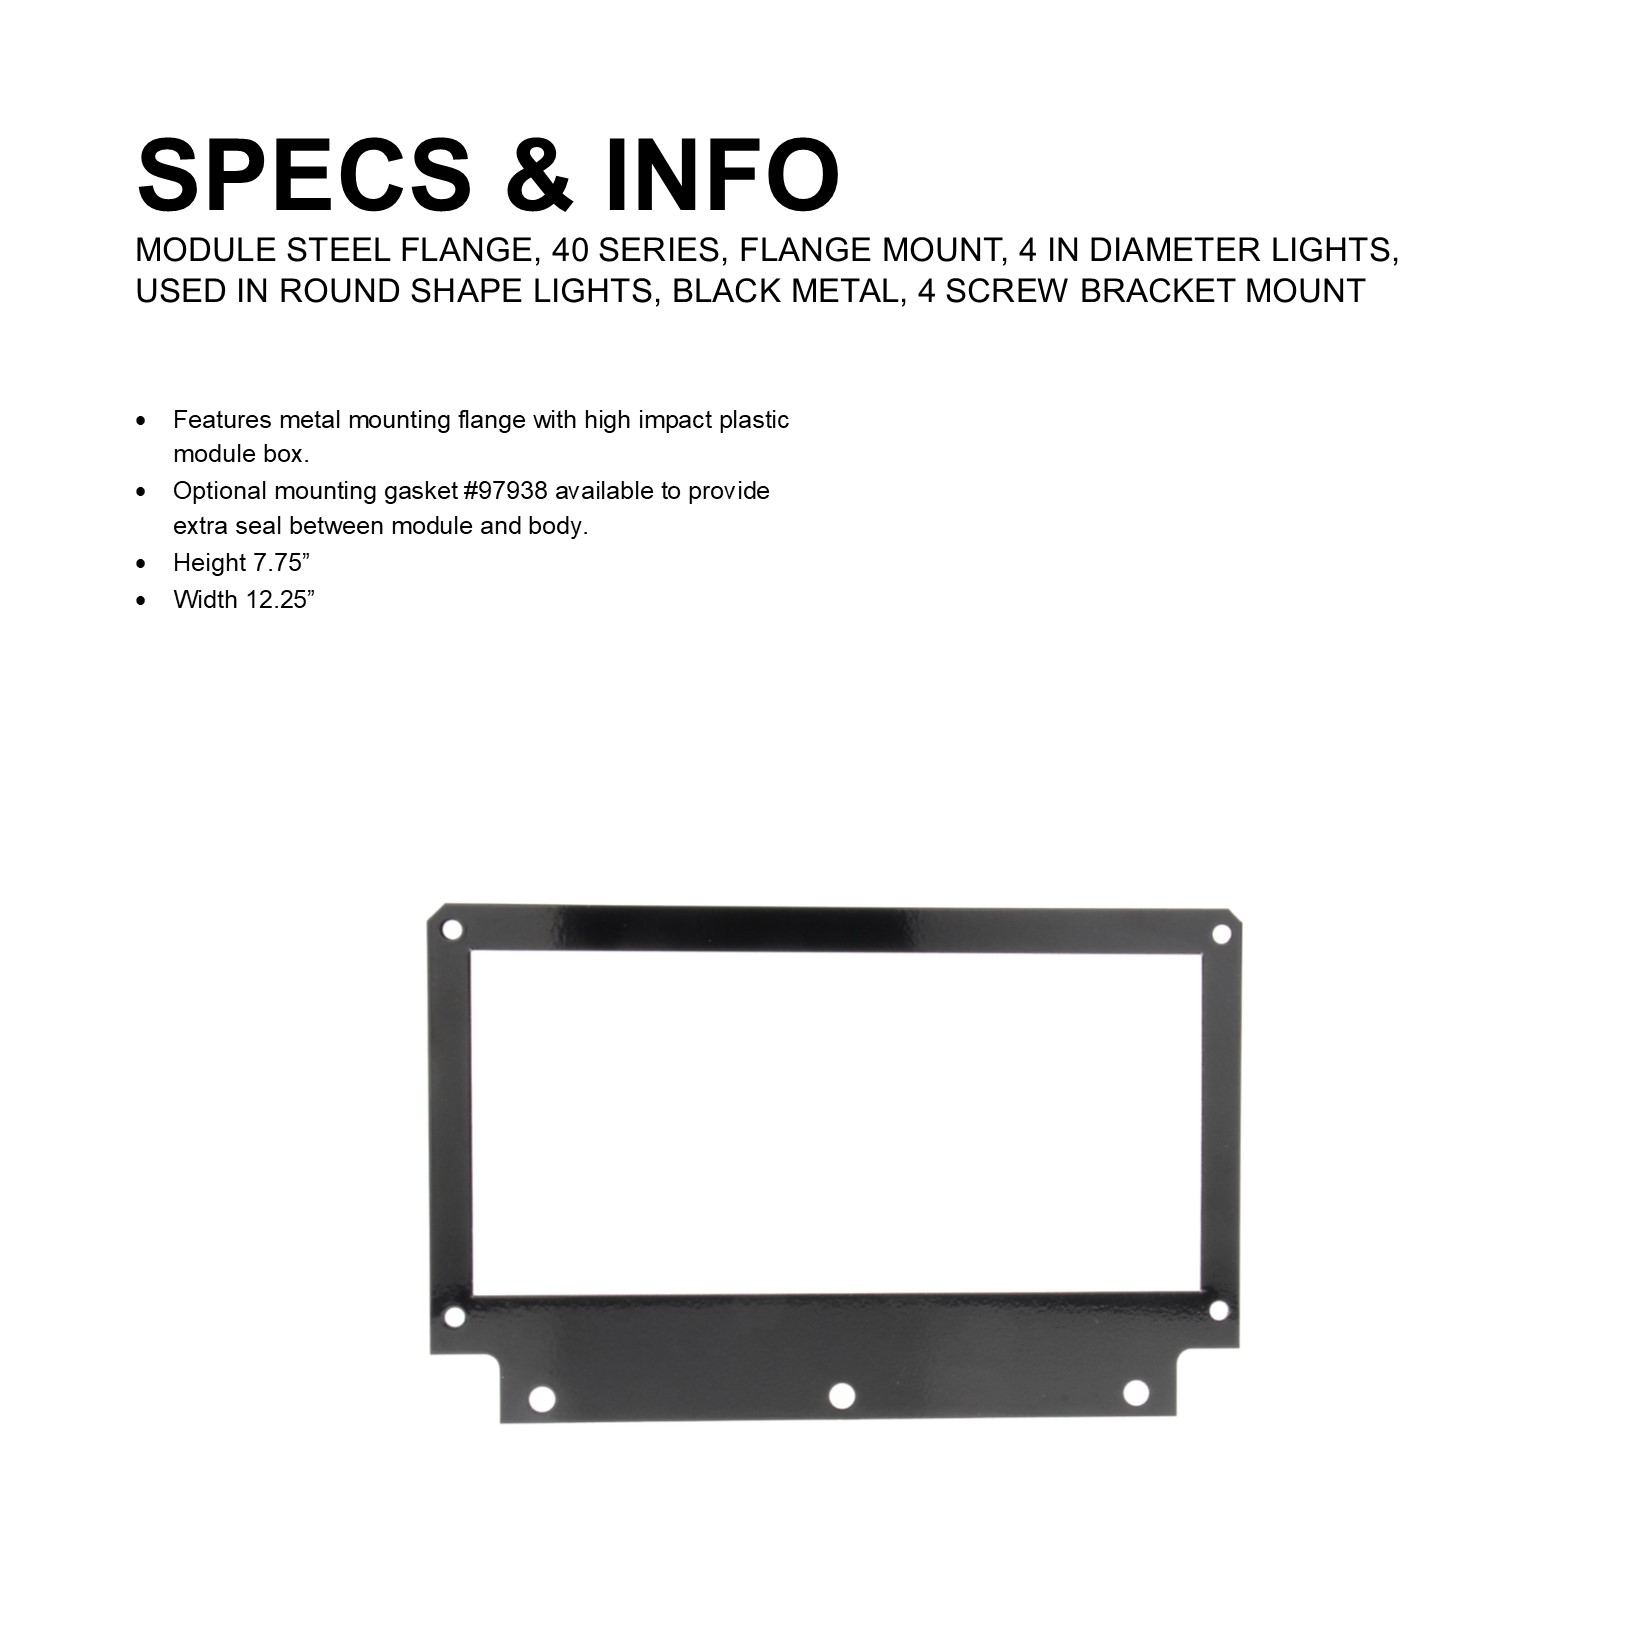 SPECS & INFO
MODULE STEEL FLANGE, 40 SERIES, FLANGE MOUNT, 4 IN DIAMETER LIGHTS,
USED IN ROUND SHAPE LIGHTS, BLACK METAL, 4 SCREW BRACKET MOUNT
• Features metal mounting flange with high impact plastic
module box.
• Optional mounting gasket #97938 available to provide
extra seal between module and body.
• Height 7.75”
• Width 12.25”